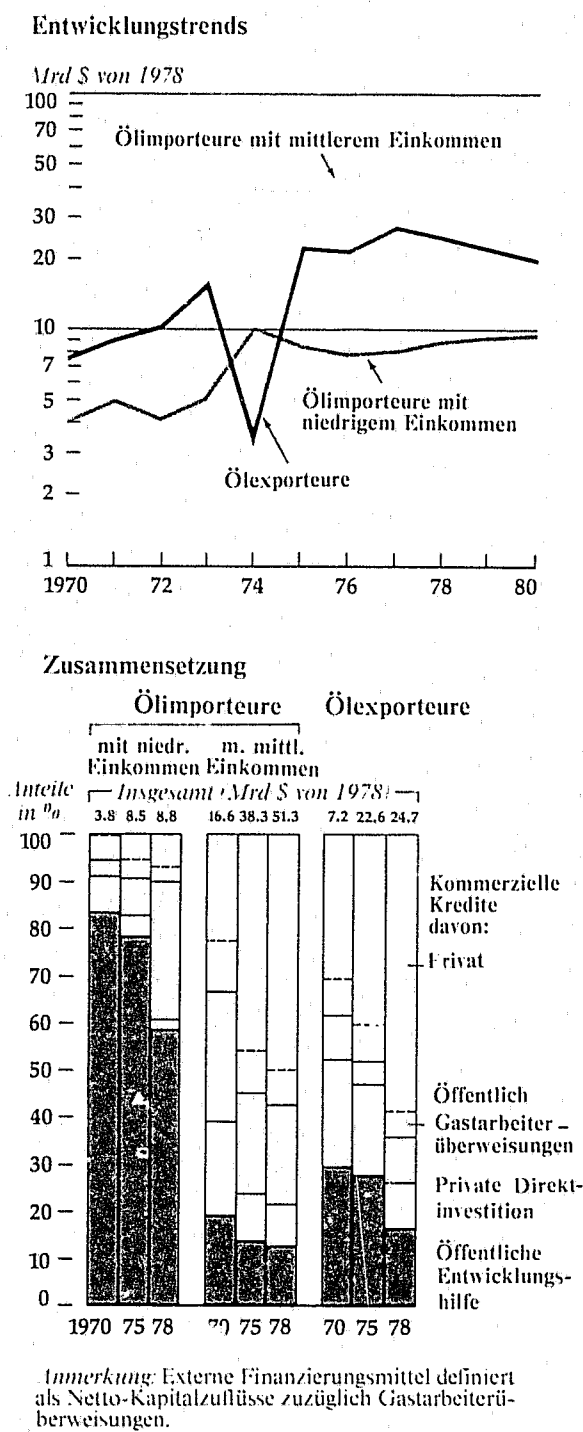 Entwicklungstrends
Mrd $ von 1978
100
70
50
30
20
10
7
5
3
2
1
Ölimporteure mit mittlerem Einkommen
Ölimporteure mit
niedrigem Einkommen
Ölexporteure
1970 72 74 76 78 80
Zusammensetzung
Ölimporteure Ölexporteure
mit niedr. m. mittl.
Einkommen Einkommen
Anteile Insgesamt (Mrd $ von 1978)
in % 3.8 8.5 8.8 16.6 38.3 51.3 7.2 22.6 24.7
100
90
80
70
60
50
40
30
20
10
0
Kommerzielle
Kredite
davon:
Privat
Öffentlich
Gastarbeiter-
überweisungen
Private Direkt-
investition
Öffentliche
Entwicklungs-
hilfe
1970 75 78 70 75 78 70 75 78
Anmerkung: Externe Finanzierungsmittel definiert
als Netto-Kapitalzuflüsse zuzüglich Gastarbeiterü-
berweisungen.